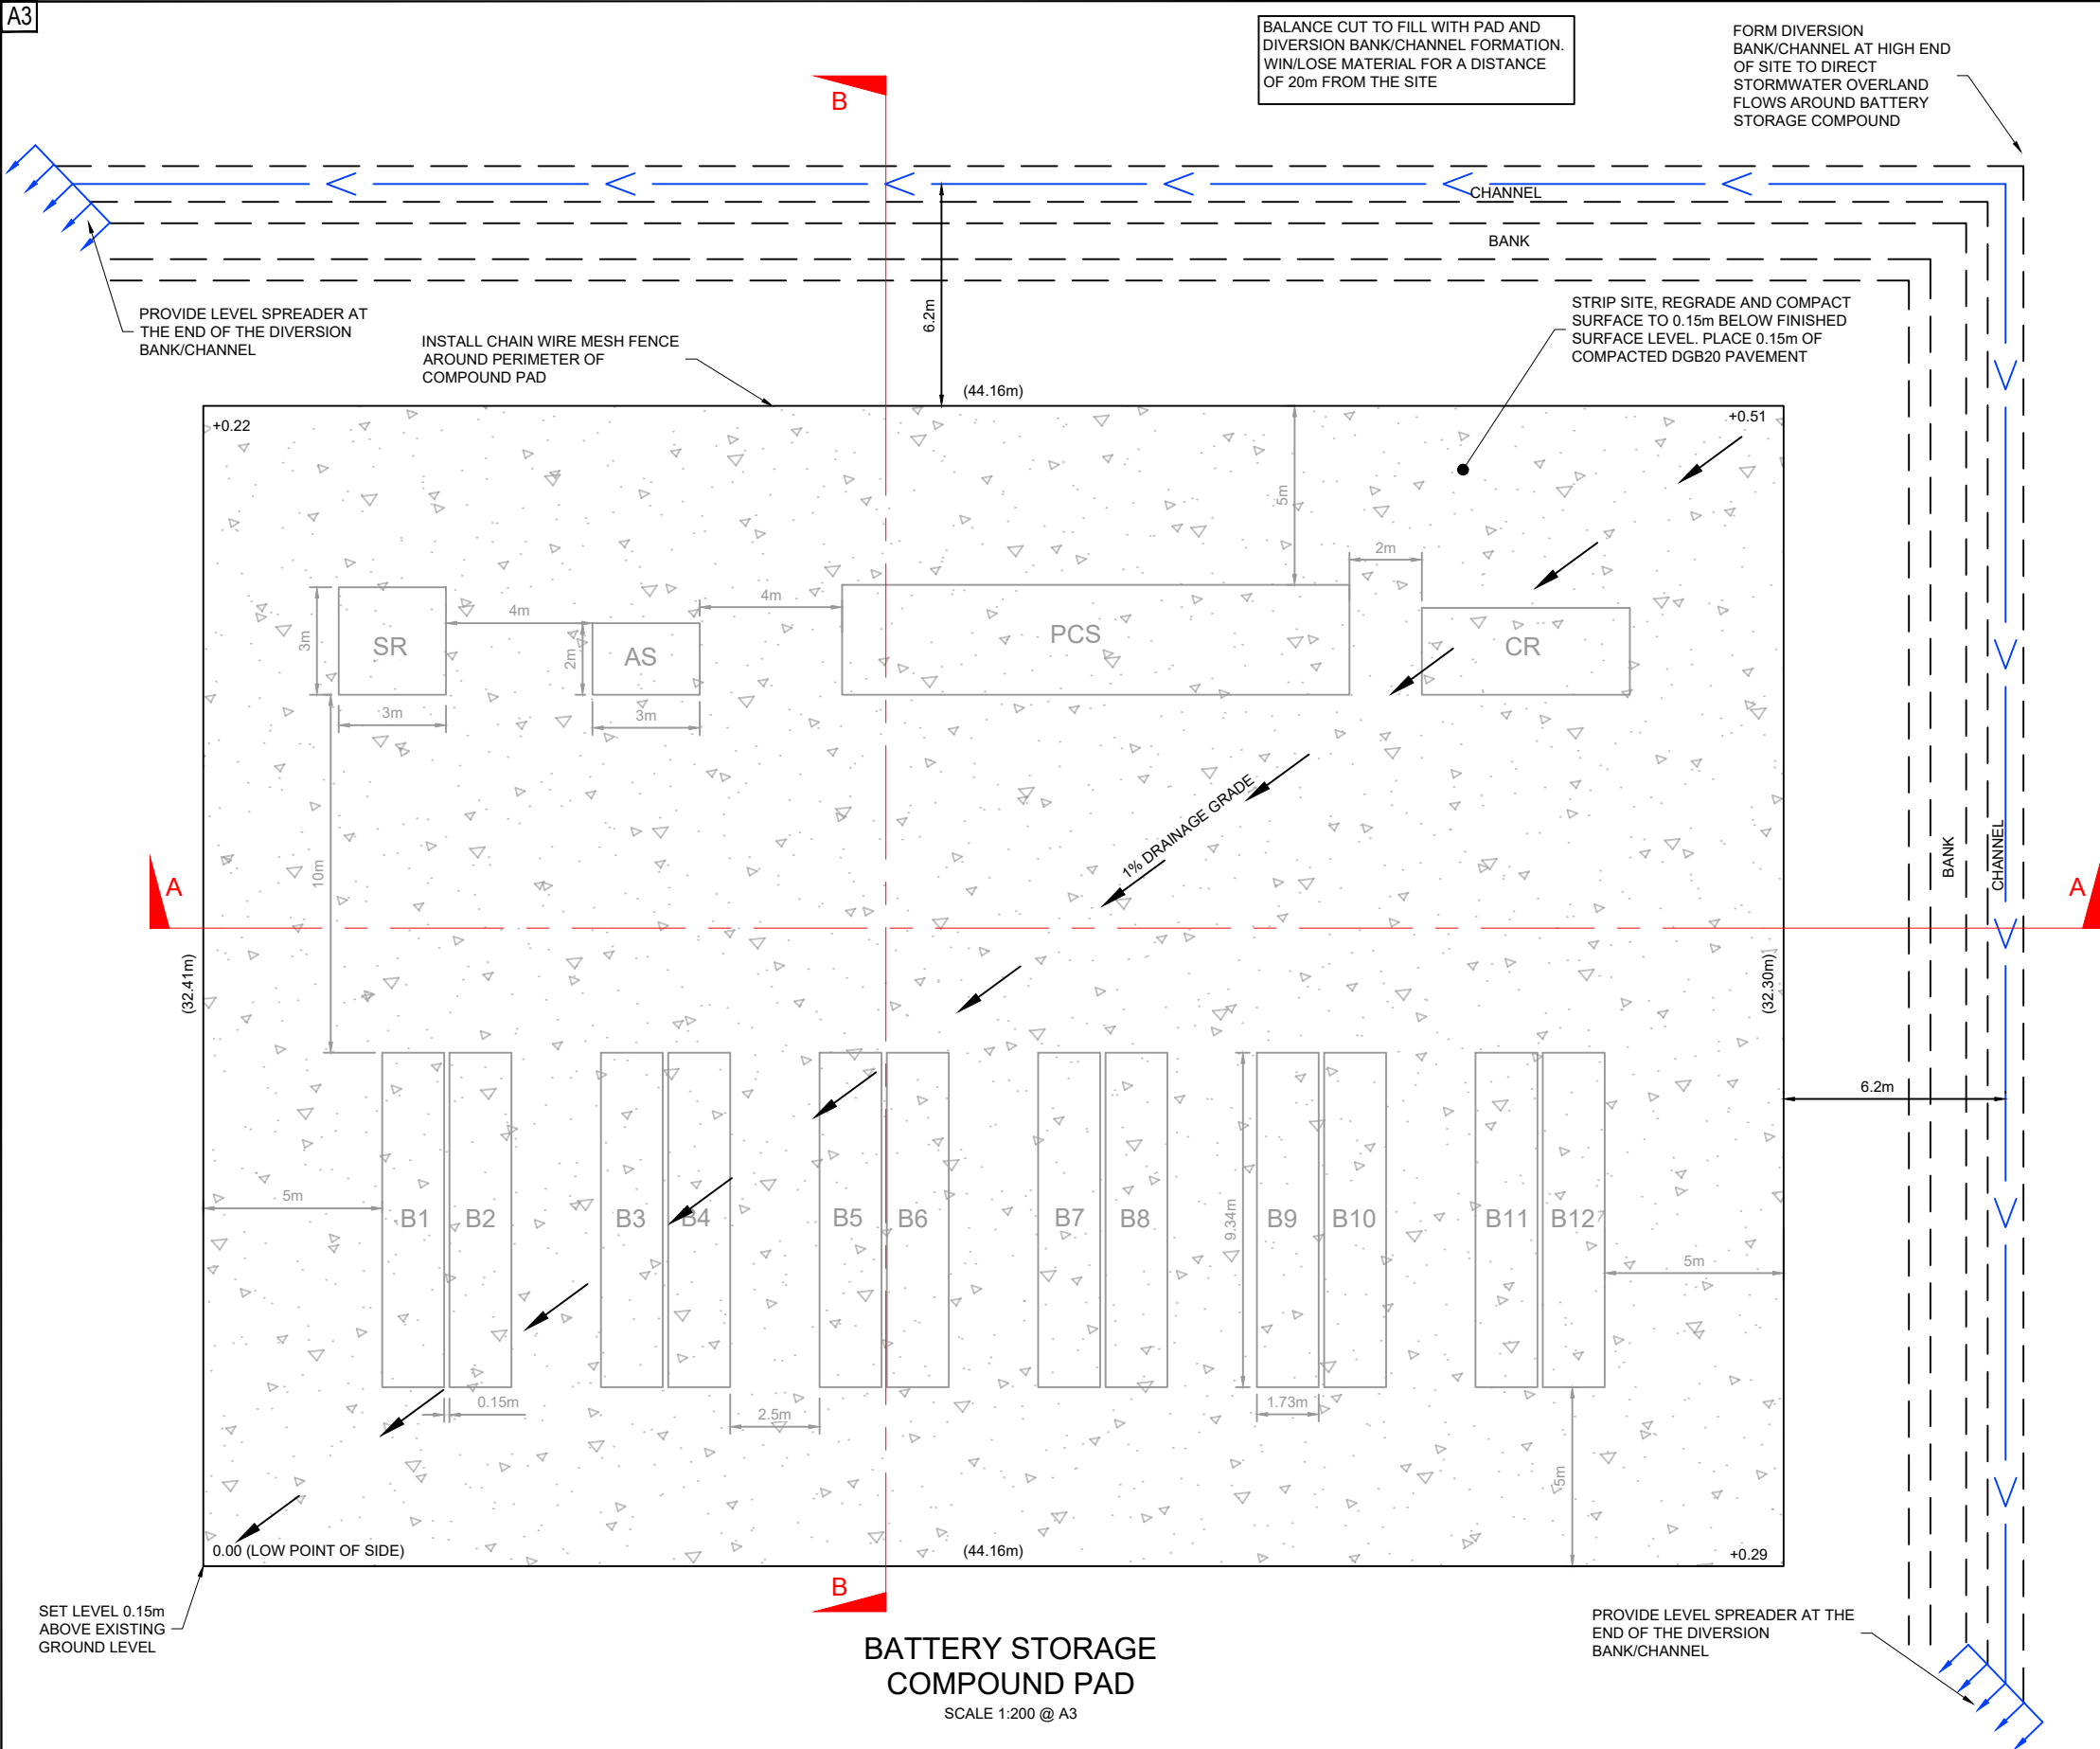 A3
BALANCE CUT TO FILL WITH PAD AND
DIVERSION BANK/CHANNEL FORMATION.
WIN/LOSE MATERIAL FOR A DISTANCE
OF 20m FROM THE SITE
FORM DIVERSION
BANK/CHANNEL AT HIGH END
OF SITE TO DIRECT
STORMWATER OVERLAND
FLOWS AROUND BATTERY
STORAGE COMPOUND
B
CHANNEL
BANK
PROVIDE LEVEL SPREADER AT
THE END OF THE DIVERSION
BANK/CHANNEL
INSTALL CHAIN WIRE MESH FENCE
AROUND PERIMETER OF
COMPOUND PAD
6.2m
STRIP SITE, REGRADE AND COMPACT
SURFACE TO 0.15m BELOW FINISHED
SURFACE LEVEL. PLACE 0.15m OF
COMPACTED DGB20 PAVEMENT
(44.16m)
+0.22
+0.51
5m
2m
4m
4m
3m
SR
2m
AS
PCS
CR
3m
3m
10m
1% DRAINAGE GRADE
BANK
CHANNEL
A
A
(32.41m)
(32.30m)
6.2m
5m
B1
B2
B3
B4
B5
B6
B7
B8
9.34m
B9
B10
B11
B12
5m
0.15m
2.5m
1.73m
5m
0.00 (LOW POINT OF SIDE)
(44.16m)
+0.29
B
SET LEVEL 0.15m
ABOVE EXISTING
GROUND LEVEL
PROVIDE LEVEL SPREADER AT THE
END OF THE DIVERSION
BANK/CHANNEL
BATTERY STORAGE
COMPOUND PAD
SCALE 1:200 @ A3